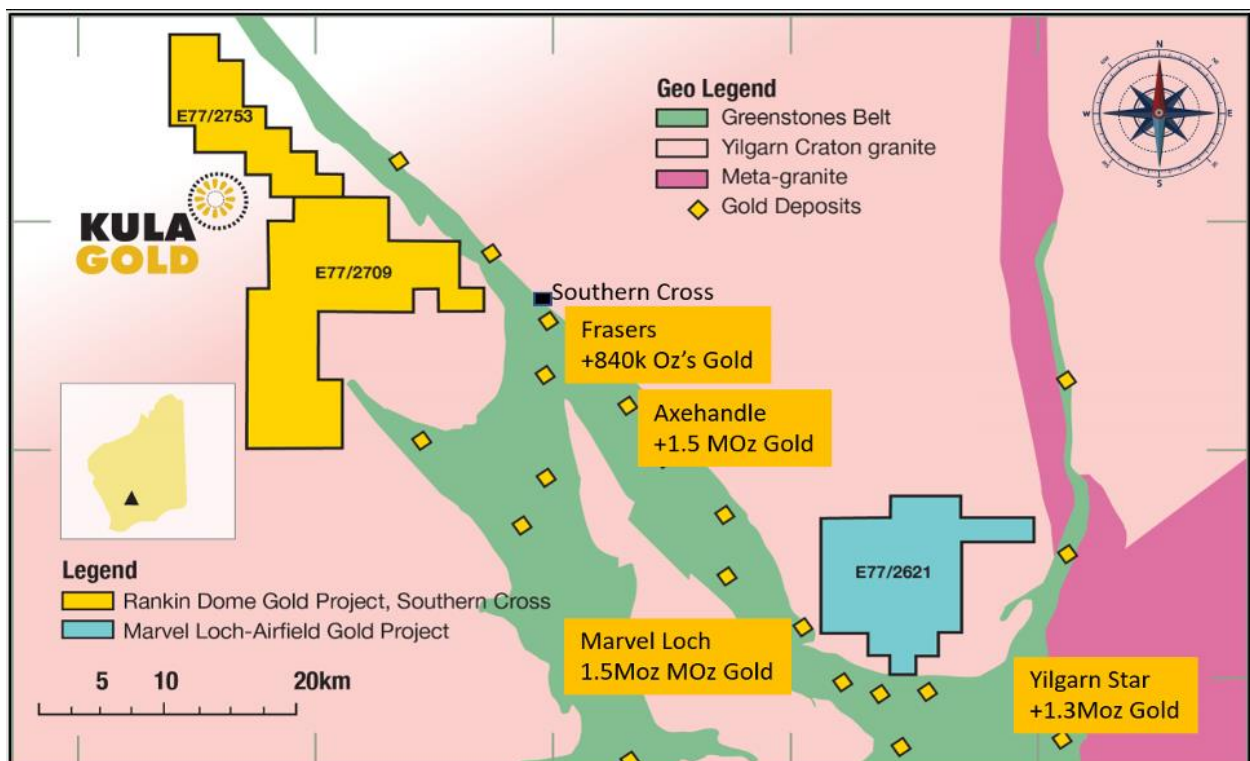 E77/2753
KULA
GOLD
E77/2709
Geo Legend
Greenstones Belt
Yilgarn Craton granite
Meta-granite
Gold Deposits
N
E
S
W
Southern Cross
Frasers
+840k Oz's Gold
Axehandle
+1.5 MOz Gold
E77/2621
Legend
Rankin Dome Gold Project, Southern Cross
Marvel Loch-Airfield Gold Project
5 10 20km
Marvel Loch
1.5Moz MOz Gold
Yilgarn Star
+1.3Moz Gold